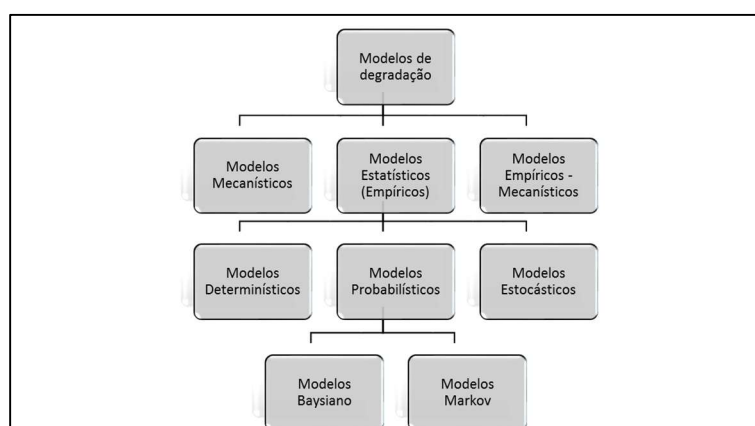 Modelos de
degradação
Modelos
Mecanísticos
Modelos
Estatísticos
(Empíricos)
Modelos
Empíricos -
Mecanísticos
Modelos
Determinísticos
Modelos
Probabilísticos
Modelos
Estocásticos
Modelos
Baysiano
Modelos
Markov